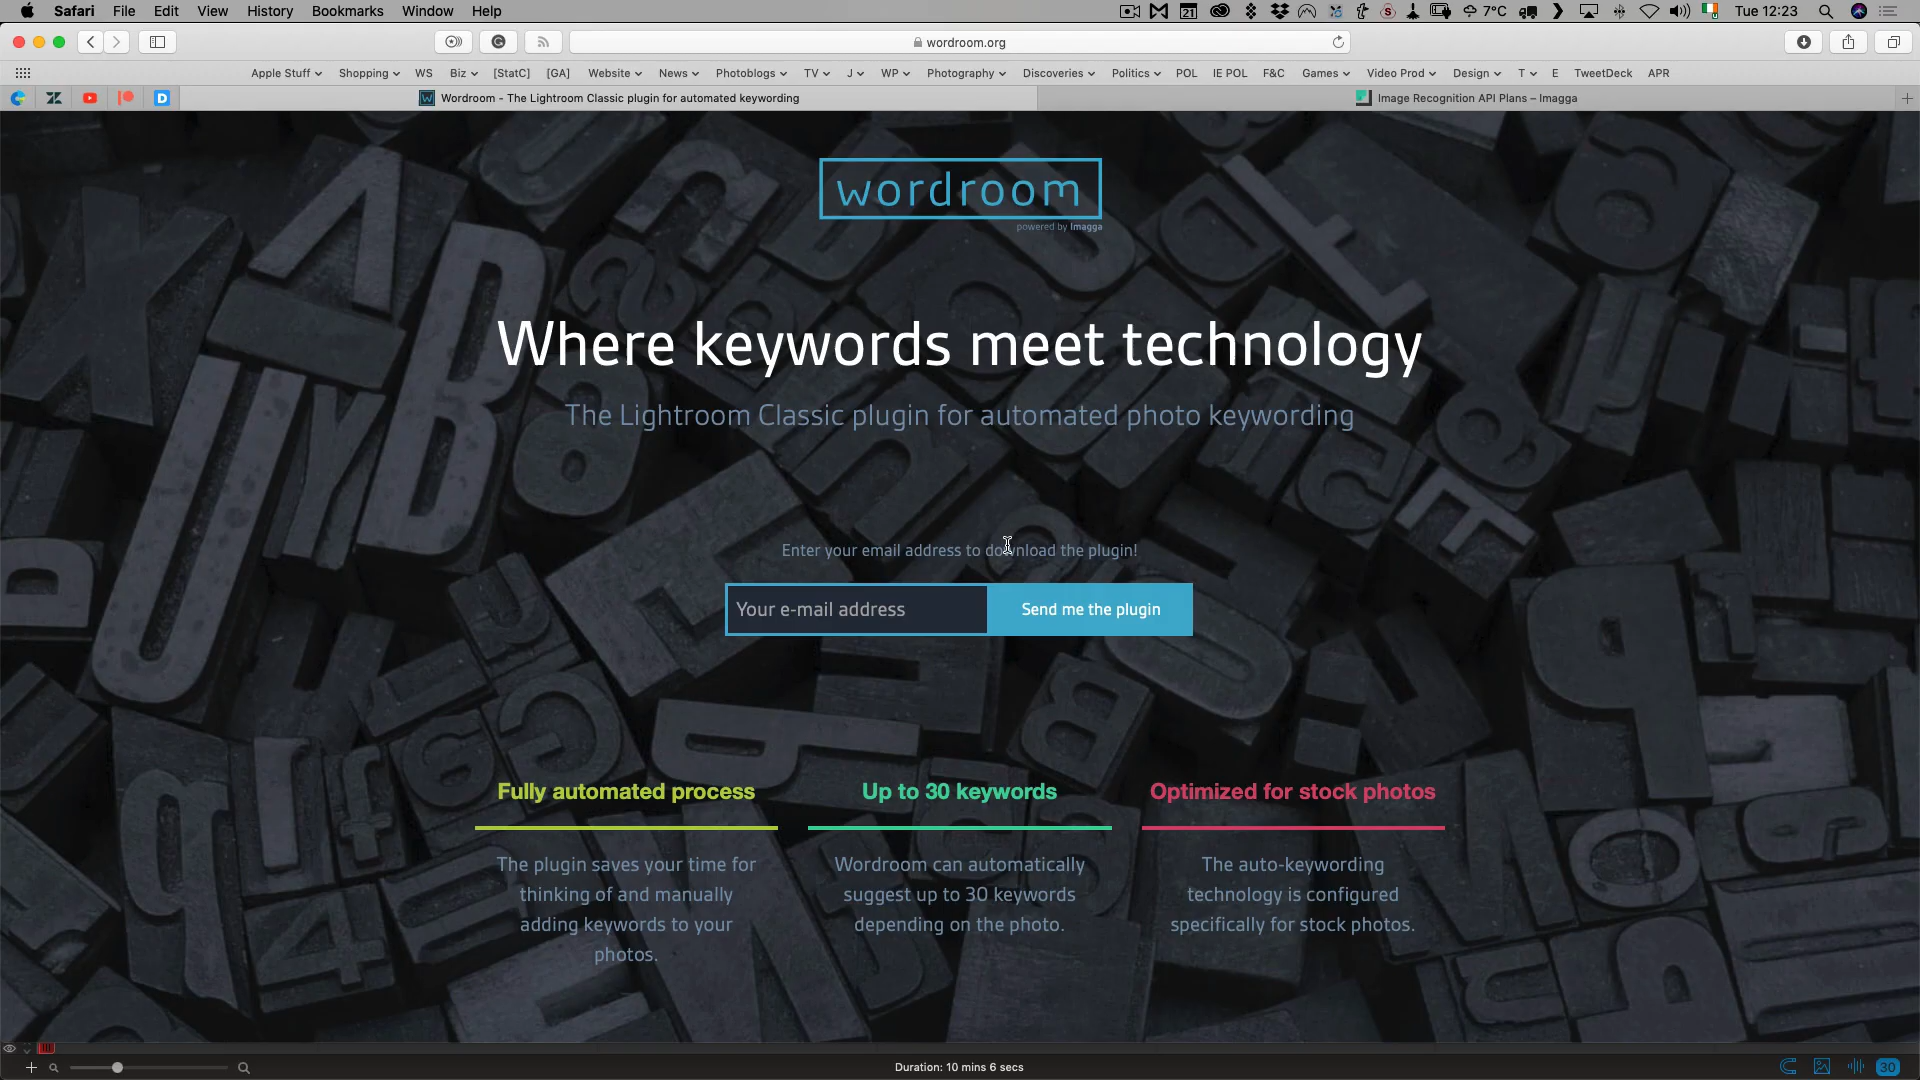 Safari File Edit View History Bookmarks Window Help 21 7°C Tue 12:23
wordroom.org
Apple Stuff Shopping WS Biz [StatC] [GA] Website News Photoblogs TV J WP Photography Discoveries Politics POL IE POL F&C Games Video Prod Design T E TweetDeck APR
Wordroom - The Lightroom Classic plugin for automated keywording Image Recognition API Plans – Imagga
wordroom
powered by Imagga
Where keywords meet technology
The Lightroom Classic plugin for automated photo keywording
Enter your email address to download the plugin!
Your e-mail address Send me the plugin
Fully automated process
The plugin saves your time for
thinking of and manually
adding keywords to your
photos.
Up to 30 keywords
Wordroom can automatically
suggest up to 30 keywords
depending on the photo.
Optimized for stock photos
The auto-keywording
technology is configured
specifically for stock photos.
Duration: 10 mins 6 secs
30